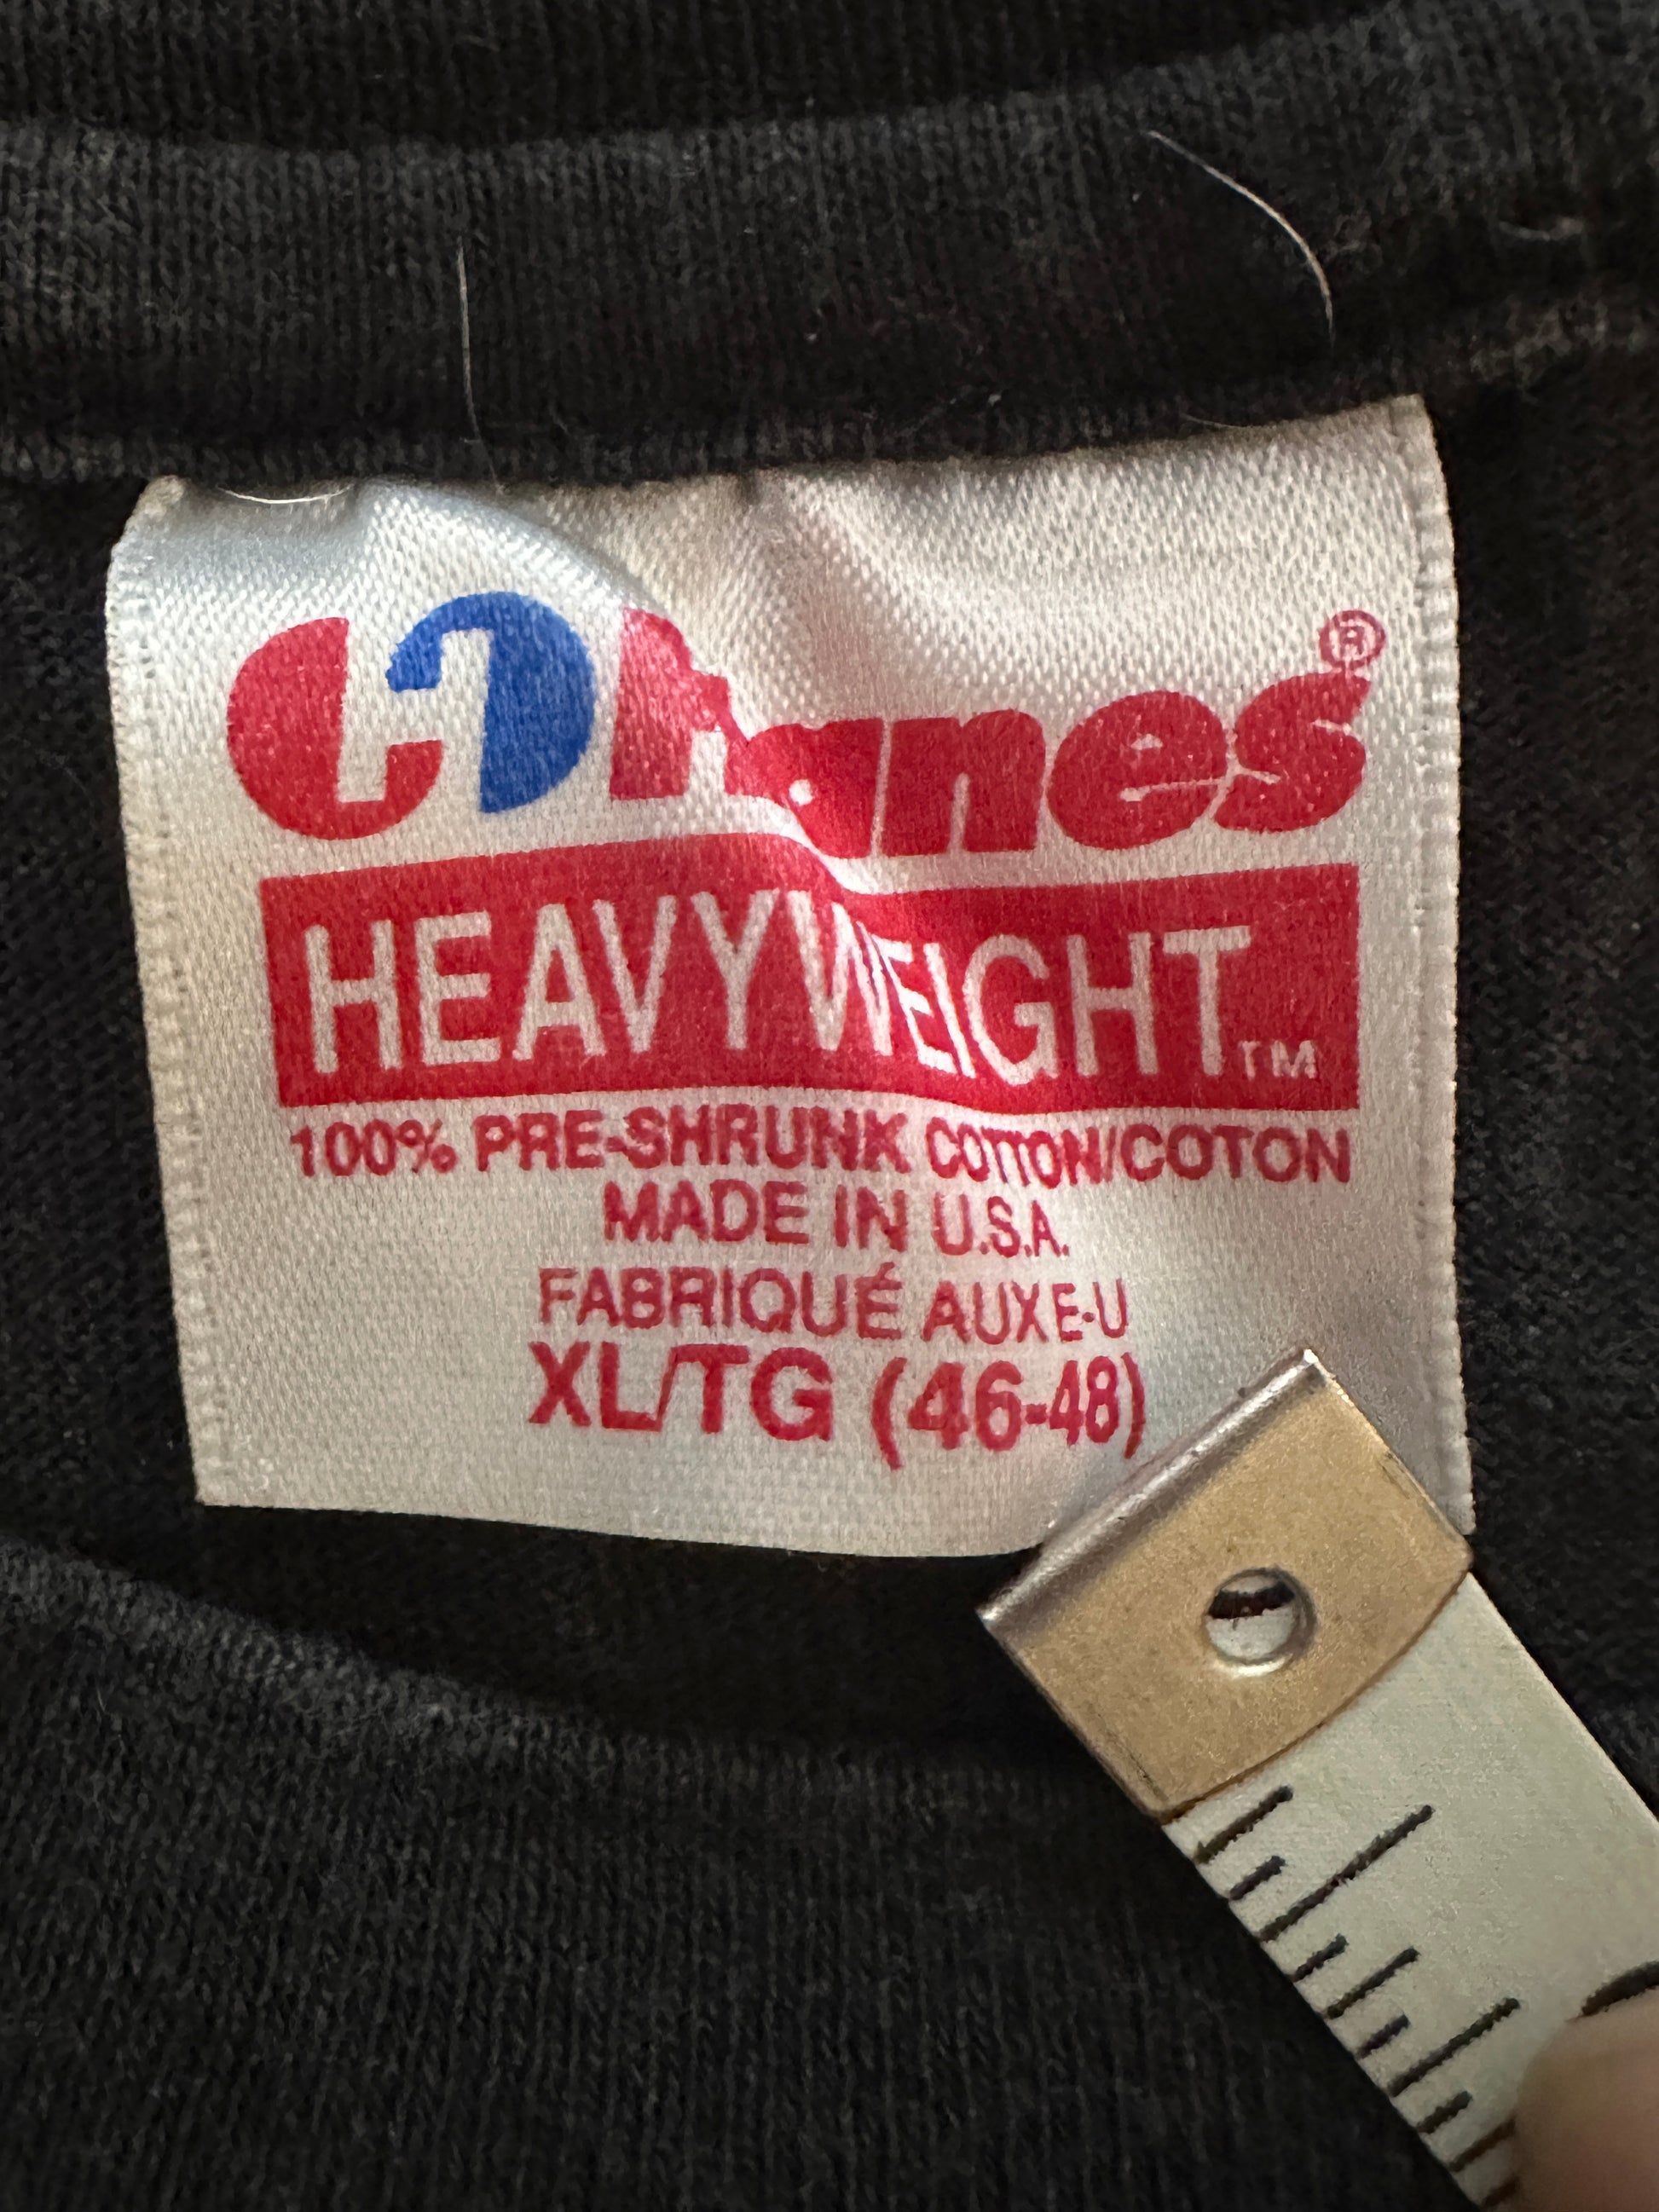 Hanes®
HEAVYWEIGHT™
100% PRE-SHRUNK COTTON/COTON
MADE IN U.S.A.
FABRIQUÉ AUX E-U
XL/TG (46-48)